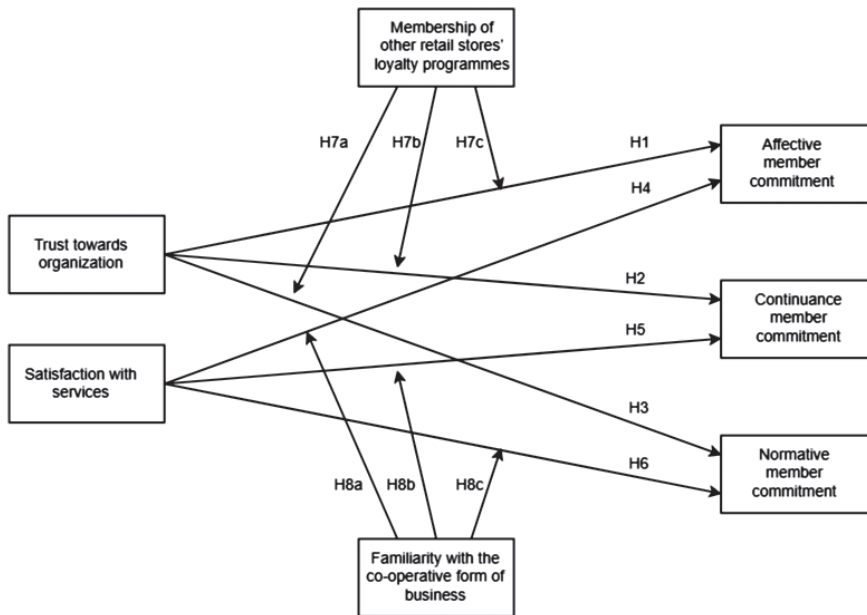 Membership of
other retail stores'
loyalty programmes
H7a
H7b
H7c
H1
Affective
member
commitment
H4
Trust towards
organization
H2
Continuance
member
commitment
H5
Satisfaction with
services
H3
Normative
member
commitment
H6
H8a
H8b
H8c
Familiarity with the
co-operative form of
business